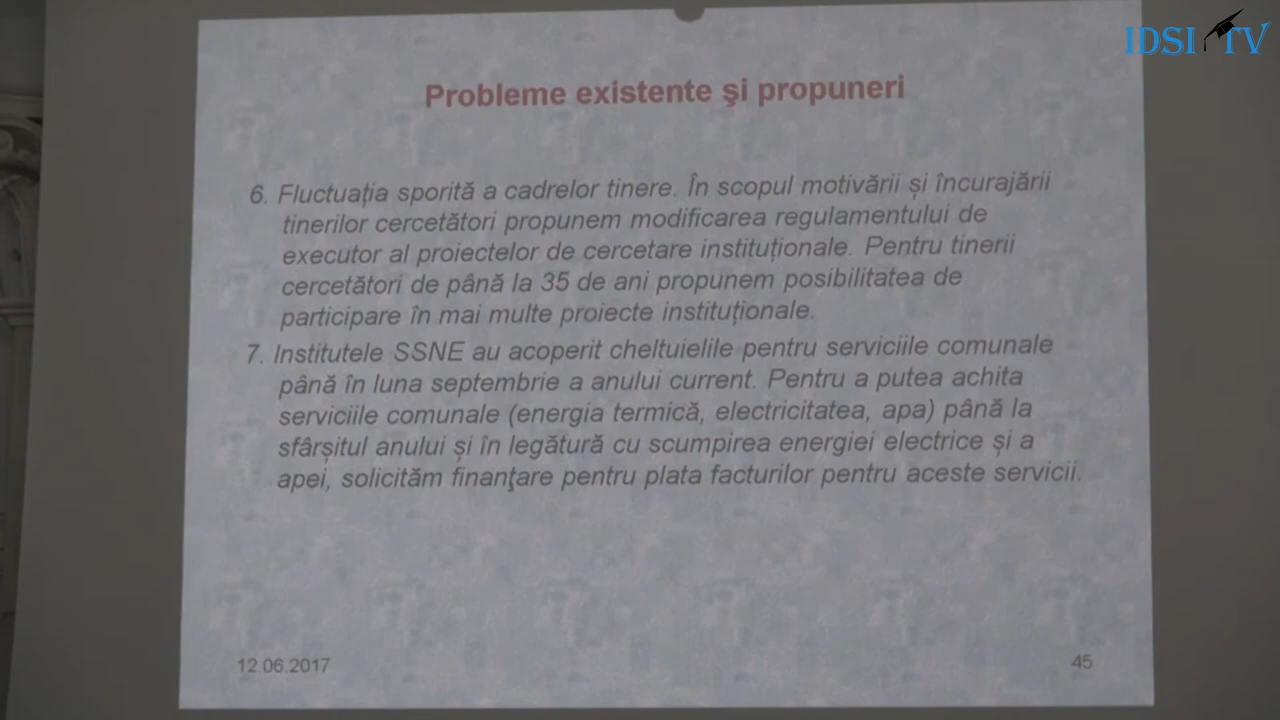 IDSI TV
Probleme existente şi propuneri
6. Fluctuația sporită a cadrelor tinere. În scopul motivării și încurajării
tinerilor cercetători propunem modificarea regulamentului de
executor al proiectelor de cercetare instituționale. Pentru tinerii
cercetători de până la 35 de ani propunem posibilitatea de
participare în mai multe proiecte instituționale.
7. Institutele SSNE au acoperit cheltuielile pentru serviciile comunale
până în luna septembrie a anului current. Pentru a putea achita
serviciile comunale (energia termică, electricitatea, apa) până la
sfârșitul anului și în legătură cu scumpirea energiei electrice și a
apei, solicităm finanţare pentru plata facturilor pentru aceste servicii.
12.06.2017
45